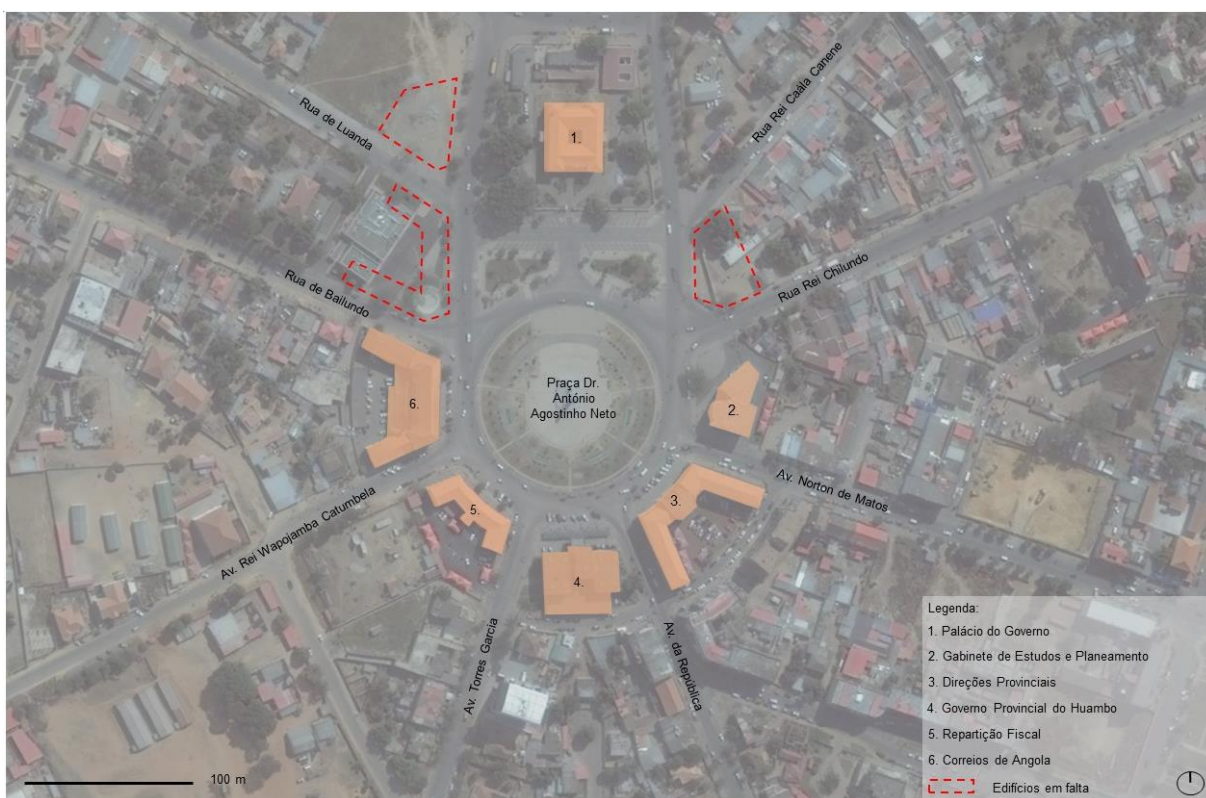 Rua de Luanda
1.
Rua Rei Caála Canene
Rua de Bailundo
Rua Rei Chilundo
Praça Dr.
António
Agostinho Neto
6.
2.
Av. Norton de Matos
3.
5.
Av. Rei Wapojamba Catumbela
4.
Av. Torres Garcia
Av. da República
Legenda:
1. Palácio do Governo
2. Gabinete de Estudos e Planeamento
3. Direções Provinciais
4. Governo Provincial do Huambo
5. Repartição Fiscal
6. Correios de Angola
Edifícios em falta
100 m